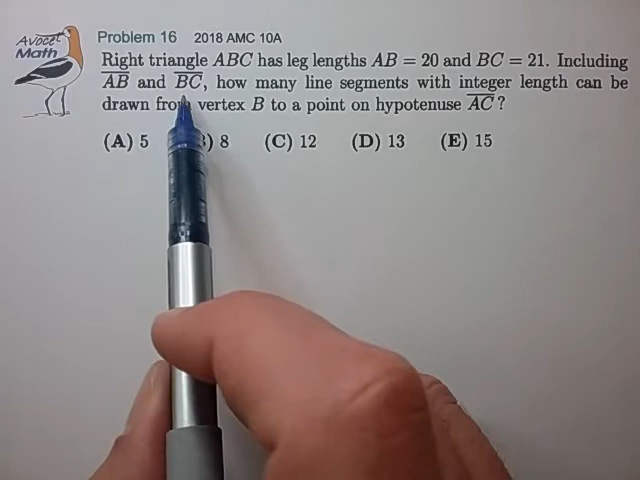 Avocet
Math
Problem 16 2018 AMC 10A
Right triangle ABC has leg lengths AB = 20 and BC = 21. Including
AB and BC, how many line segments with integer length can be
drawn from vertex B to a point on hypotenuse AC?
(A) 5 ) 8 (C) 12 (D) 13 (E) 15